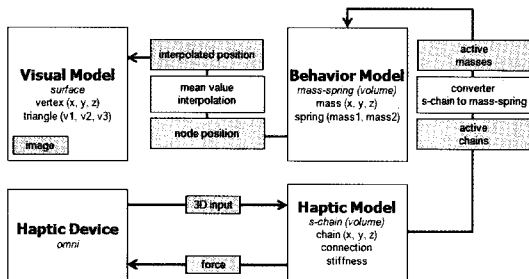 Visual Model
surface
vertex (x, y, z)
triangle (v1, v2, v3)
image
interpolated position
mean value
interpolation
node position
Behavior Model
mass-spring (volume)
mass (x, y, z)
spring (mass1, mass2)
active
masses
converter
s-chain to mass-spring
active
chains
Haptic Device
omni
3D input
force
Haptic Model
s-chain (volume)
chain (x, y, z)
connection
stiffness